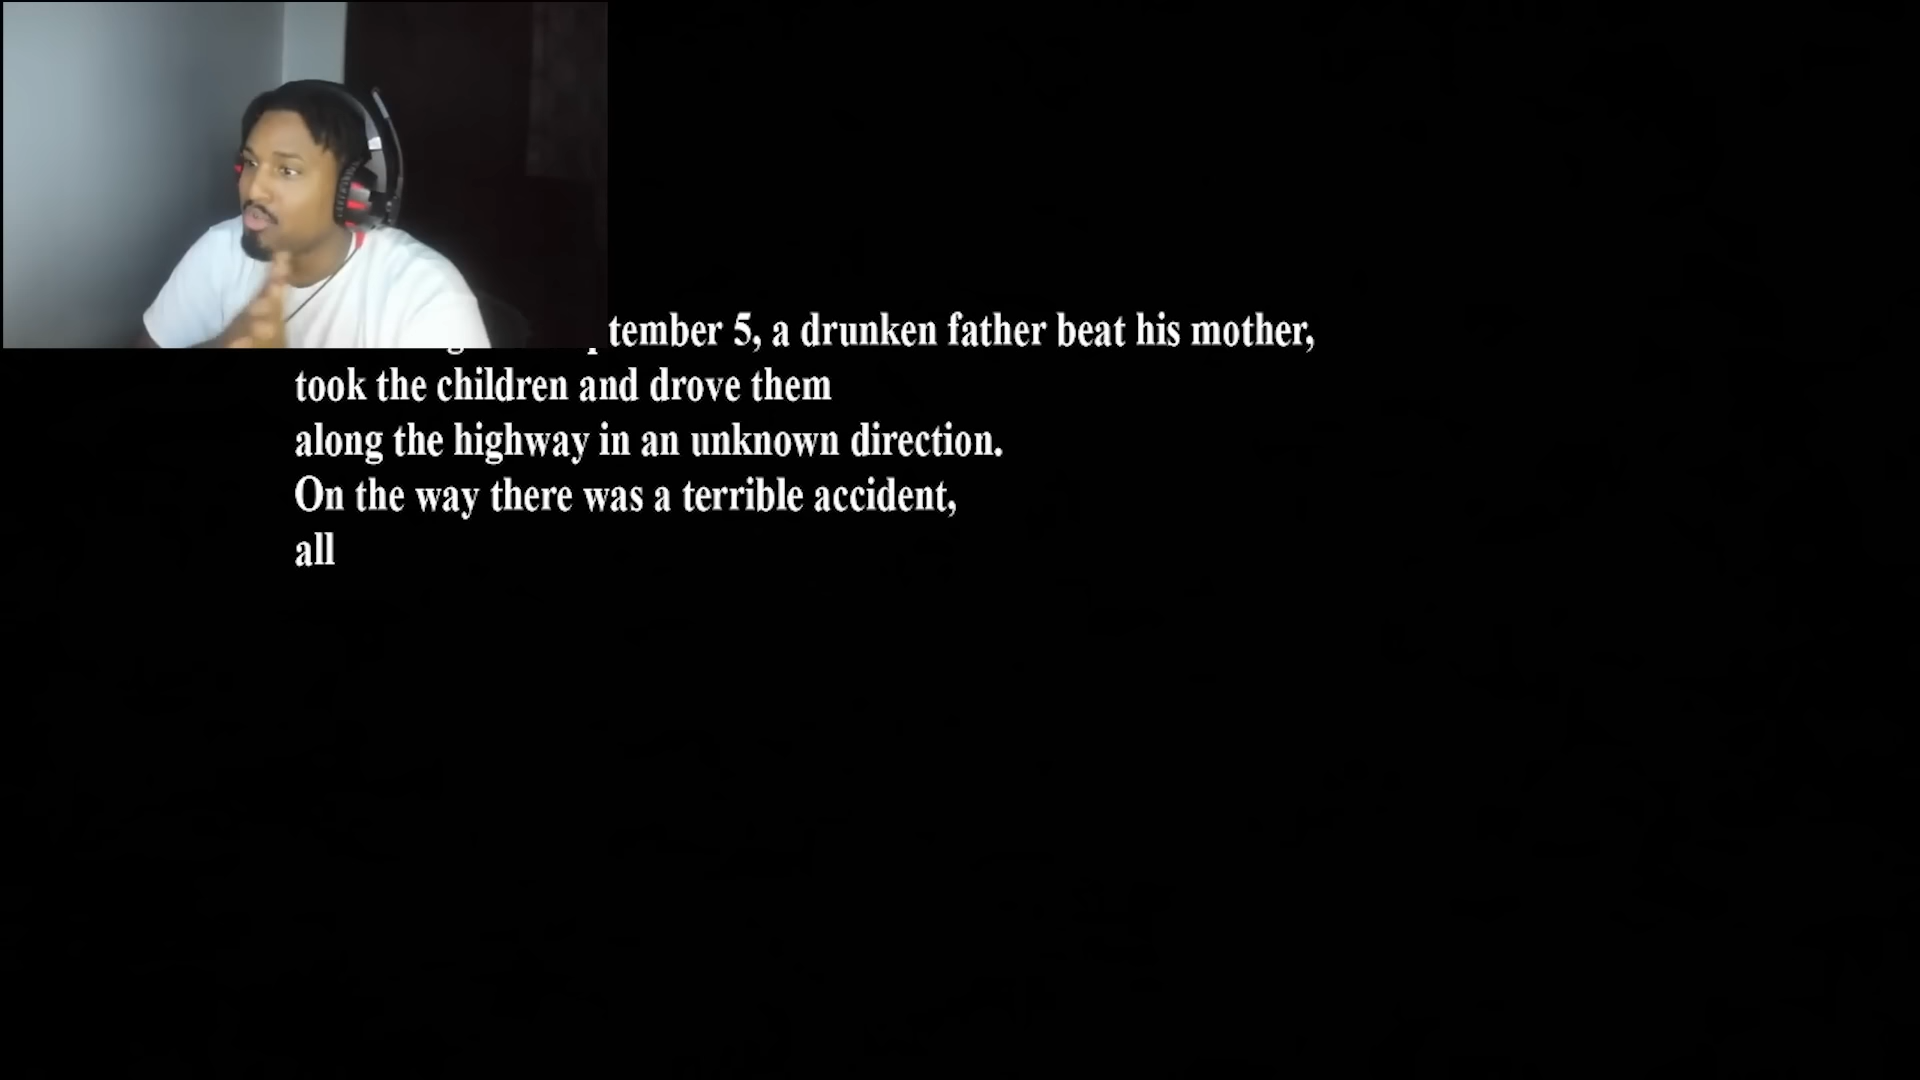 tember 5, a drunken father beat his mother,
took the children and drove them
along the highway in an unknown direction.
On the way there was a terrible accident,
all